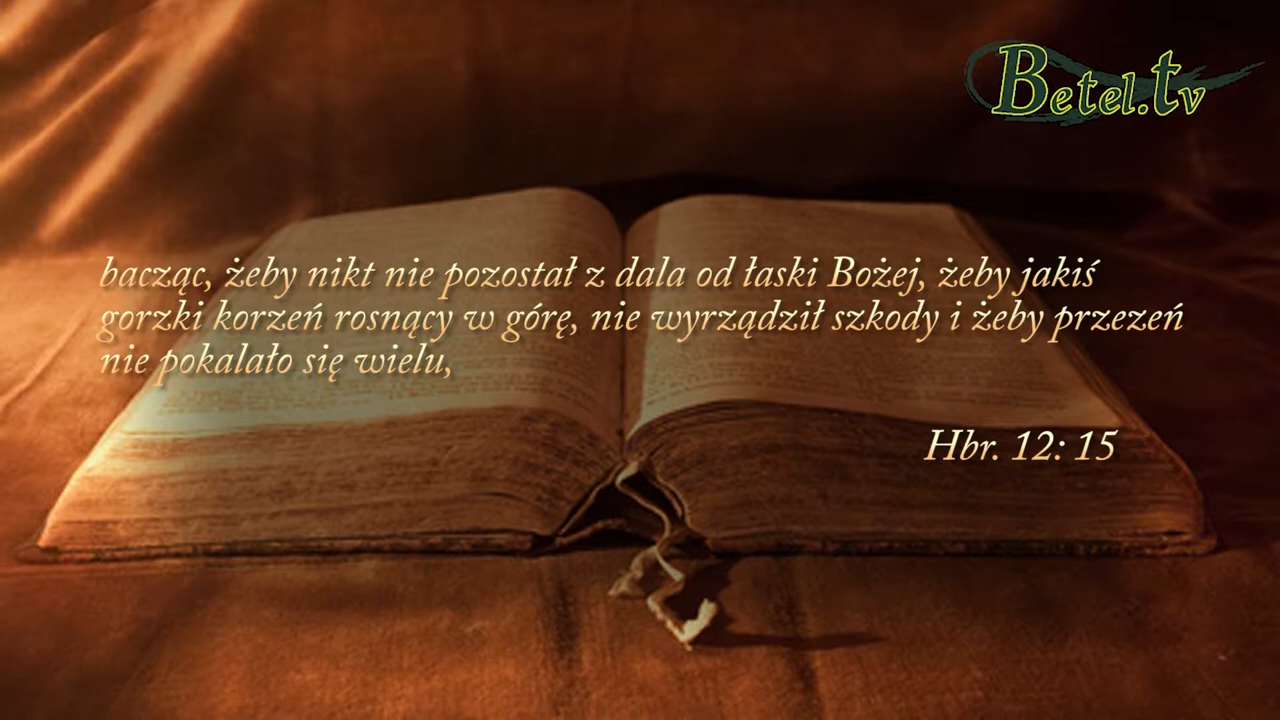 Betel.tv
bacząc, żeby nikt nie pozostał z dala od łaski Bożej, żeby jakiś
gorzki korzeń rosnący w górę, nie wyrządził szkody i żeby przezeń
nie pokalało się wielu,
Hbr. 12: 15